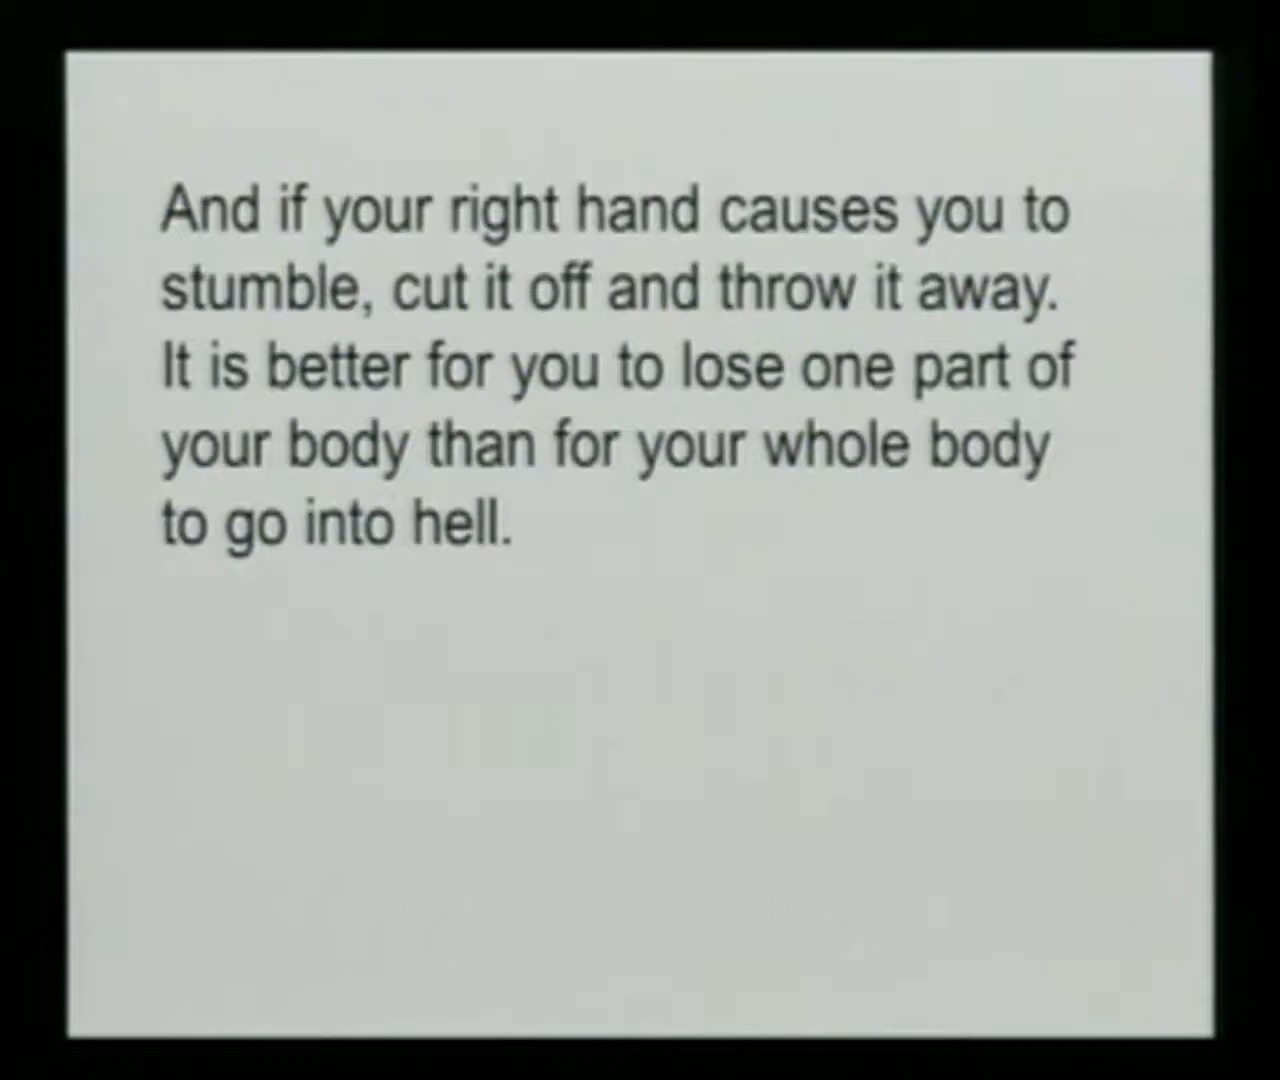 And if your right hand causes you to
stumble, cut it off and throw it away.
It is better for you to lose one part of
your body than for your whole body
to go into hell.